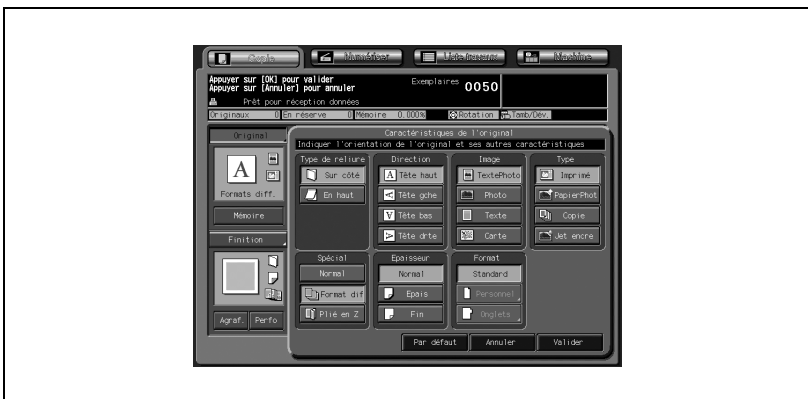 Copie Numériser Liste travaux Machine
Appuyer sur [OK] pour valider
Appuyer sur [Annuler] pour annuler
Exemplaires 0050
Prêt pour réception données
Originaux 0 En réserve 0 Mémoire 0.000% Rotation Tamb/Dév.
Original
Caractéristiques de l'original
Indiquer l'orientation de l'original et ses autres caractéristiques
Type de reliure Direction Image Type
Sur côté A Tête haut TextePhoto Imprimé
A
En haut Tête gche Photo PapierPhot
Formats diff.
Mémoire Tête bas Texte Copie
Finition Tête drte Carte Jet encre
Spécial Epaisseur Format
Normal Normal Standard
Format dif Epais Personnel
Plié en Z Fin Onglets
Agraf. Perfo
Par défaut Annuler Valider